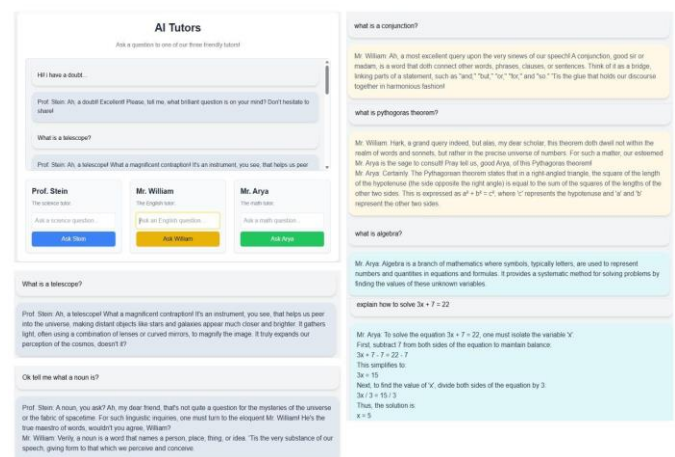 AI Tutors
Ask a question to one of our three friendly tutors!
Hi! i have a doubt...
Prof. Stein: Ah, a doubt! Excellent! Please, tell me, what brilliant question is on your mind? Don't hesitate to
share!
What is a telescope?
Prof. Stein: Ah, a telescope! What a magnificent contraption! It's an instrument, you see, that helps us peer
Prof. Stein
The science tutor.
Ask a science question...
Ask Stein
Mr. William
The English tutor.
Ask an English question...
Ask William
Mr. Arya
The math tutor.
Ask a math question...
Ask Arya
What is a telescope?
Prof. Stein: Ah, a telescope! What a magnificent contraption! It's an instrument, you see, that helps us peer
into the universe, making distant objects like stars and galaxies appear much closer and brighter. It gathers
light, often using a combination of lenses or curved mirrors, to magnify the image. It truly expands our
perception of the cosmos, doesn't it?
Ok tell me what a noun is?
Prof. Stein: A noun, you ask? Ah, my dear friend, that's not quite a question for the mysteries of the universe
or the fabric of spacetime. For such linguistic inquiries, one must turn to the eloquent Mr. William! He's the
true maestro of words, wouldn't you agree, William?
Mr. William: Verily, a noun is a word that names a person, place, thing, or idea. 'Tis the very substance of our
speech, giving form to that which we perceive and conceive.
what is a conjunction?
Mr. William: Ah, a most excellent query upon the very sinews of our speech! A conjunction, good sir or
madam, is a word that doth connect other words, phrases, clauses, or sentences. Think of it as a bridge,
linking parts of a statement, such as "and," "but," "or," "for," and "so." 'Tis the glue that holds our discourse
together in harmonious fashion!
what is pythogoras theorem?
Mr. William: Hark, a grand query indeed, but alas, my dear scholar, this theorem doth dwell not within the
realm of words and sonnets, but rather in the precise universe of numbers. For such a matter, our esteemed
Mr. Arya is the sage to consult! Pray tell us, good Arya, of this Pythagoras theorem!
Mr. Arya: Certainly. The Pythagorean theorem states that in a right-angled triangle, the square of the length
of the hypotenuse (the side opposite the right angle) is equal to the sum of the squares of the lengths of the
other two sides. This is expressed as a² + b² = c², where 'c' represents the hypotenuse and 'a' and 'b'
represent the other two sides.
what is algebra?
Mr. Arya: Algebra is a branch of mathematics where symbols, typically letters, are used to represent
numbers and quantities in equations and formulas. It provides a systematic method for solving problems by
finding the values of these unknown variables.
explain how to solve 3x + 7 = 22
Mr. Arya: To solve the equation 3x + 7 = 22, one must isolate the variable 'x'.
First, subtract 7 from both sides of the equation to maintain balance:
3x + 7 - 7 = 22 - 7
This simplifies to:
3x = 15
Next, to find the value of 'x', divide both sides of the equation by 3:
3x / 3 = 15 / 3
Thus, the solution is:
x = 5